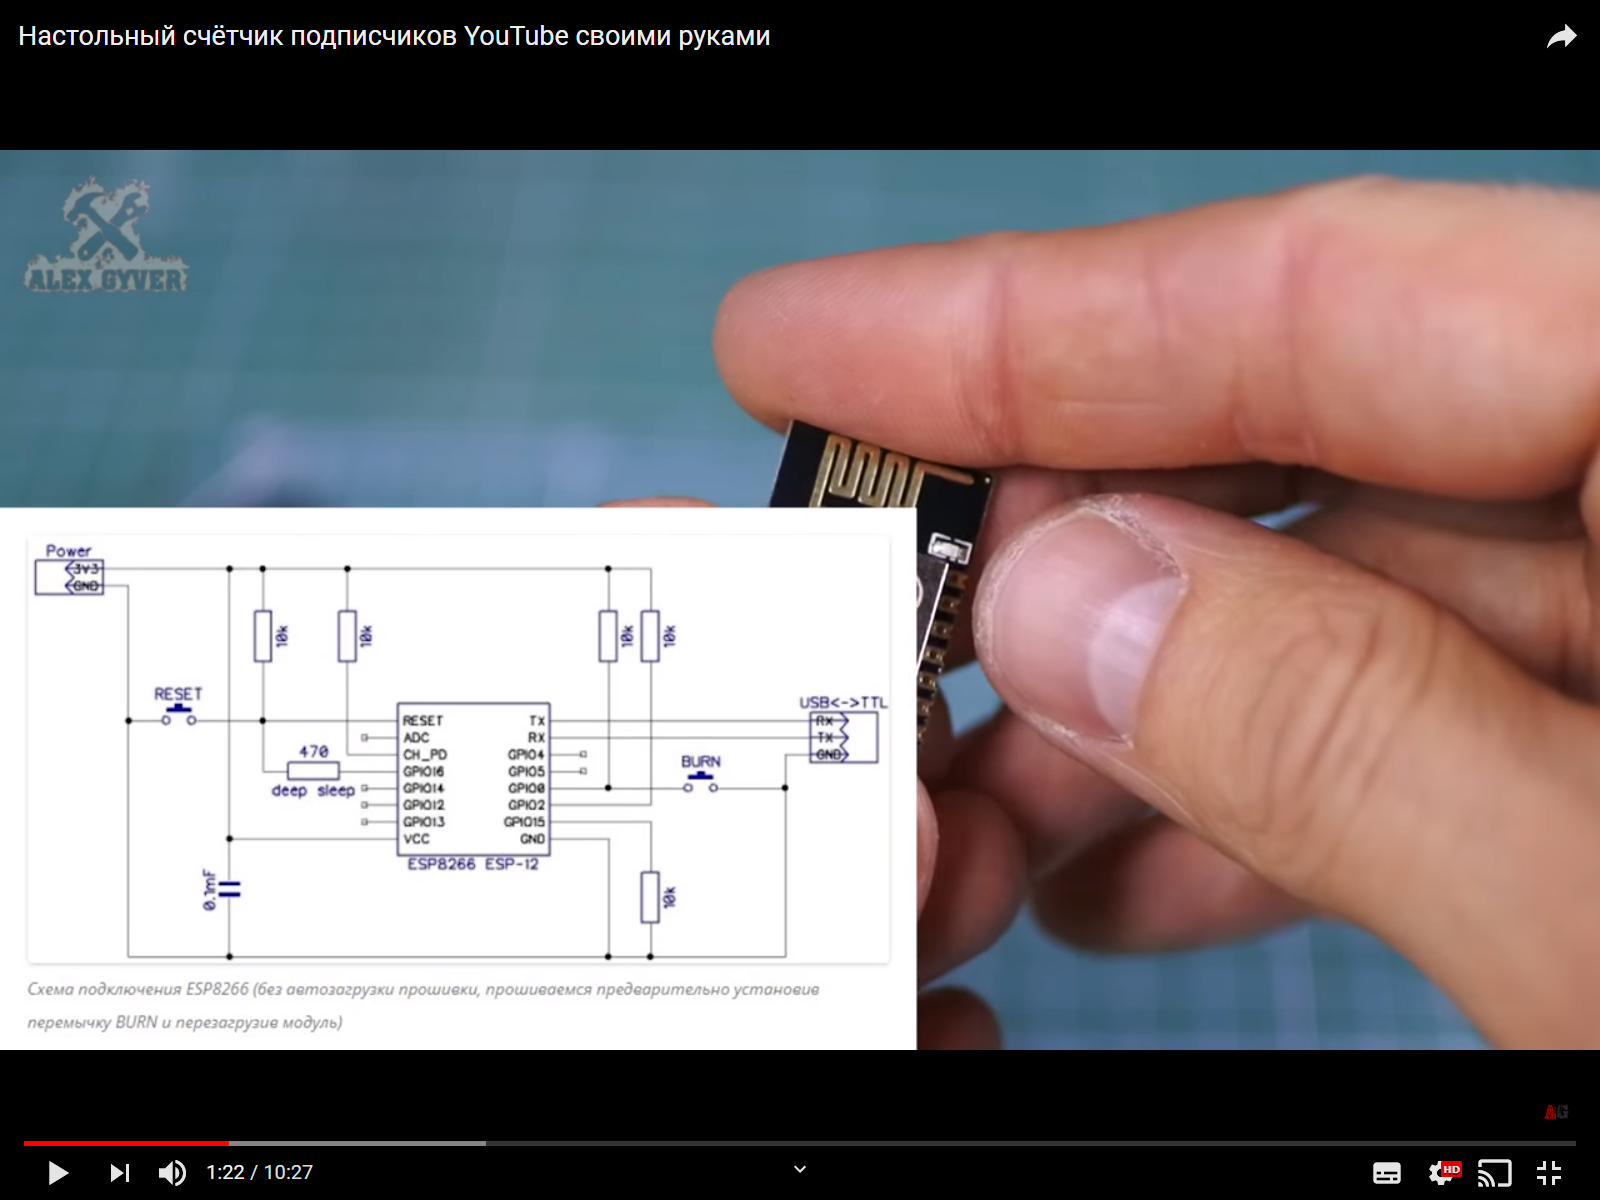 Настольный счётчик подписчиков YouTube своими руками
ALEX GYVER
Power
3V3
GND
10k
10k
10k
10k
RESET
USB<->TTL
RX
TX
GND
RESET
ADC
CH_PD
GPIO16
GPIO14
GPIO12
GPIO13
VCC
TX
RX
GPIO4
GPIO5
GPIO0
GPIO2
GPIO15
GND
470
deep sleep
BURN
ESP8266 ESP-12
0.1mF
10k
Схема подключения ESP8266 (без автозагрузки прошивки, прошиваемся предварительно установив
перемычку BURN и перезагрузив модуль)
AG
1:22 / 10:27
HD